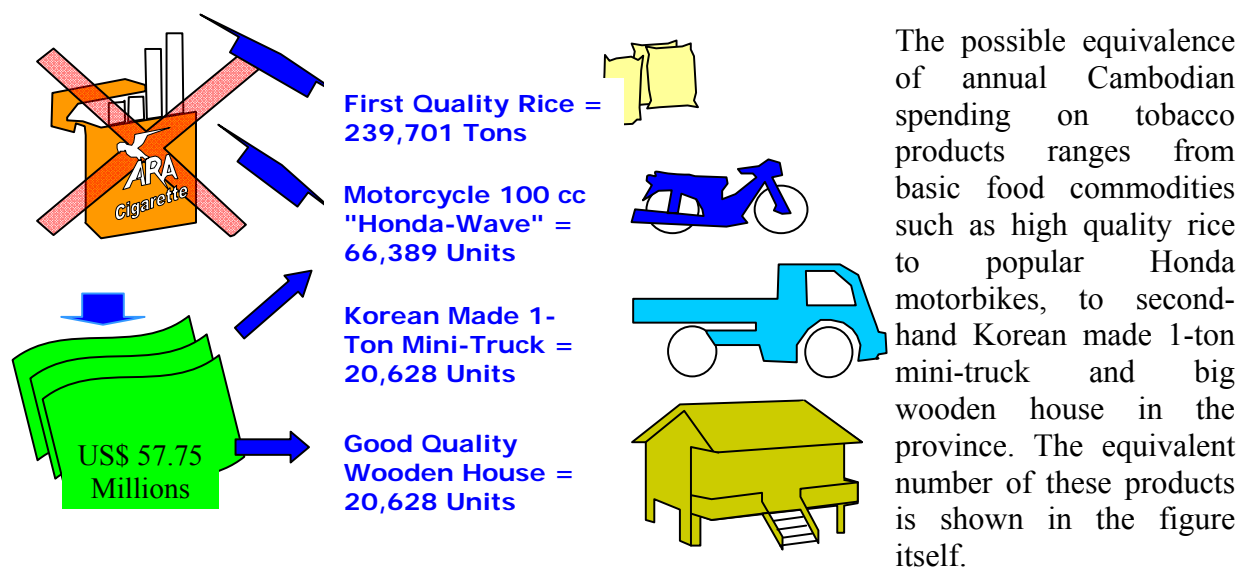 ARA
Cigarette
US$ 57.75
Millions
First Quality Rice =
239,701 Tons
Motorcycle 100 cc
"Honda-Wave" =
66,389 Units
Korean Made 1-
Ton Mini-Truck =
20,628 Units
Good Quality
Wooden House =
20,628 Units
The possible equivalence
of annual Cambodian
spending on tobacco
products ranges from
basic food commodities
such as high quality rice
to popular Honda
motorbikes, to second-
hand Korean made 1-ton
mini-truck and big
wooden house in the
province. The equivalent
number of these products
is shown in the figure
itself.